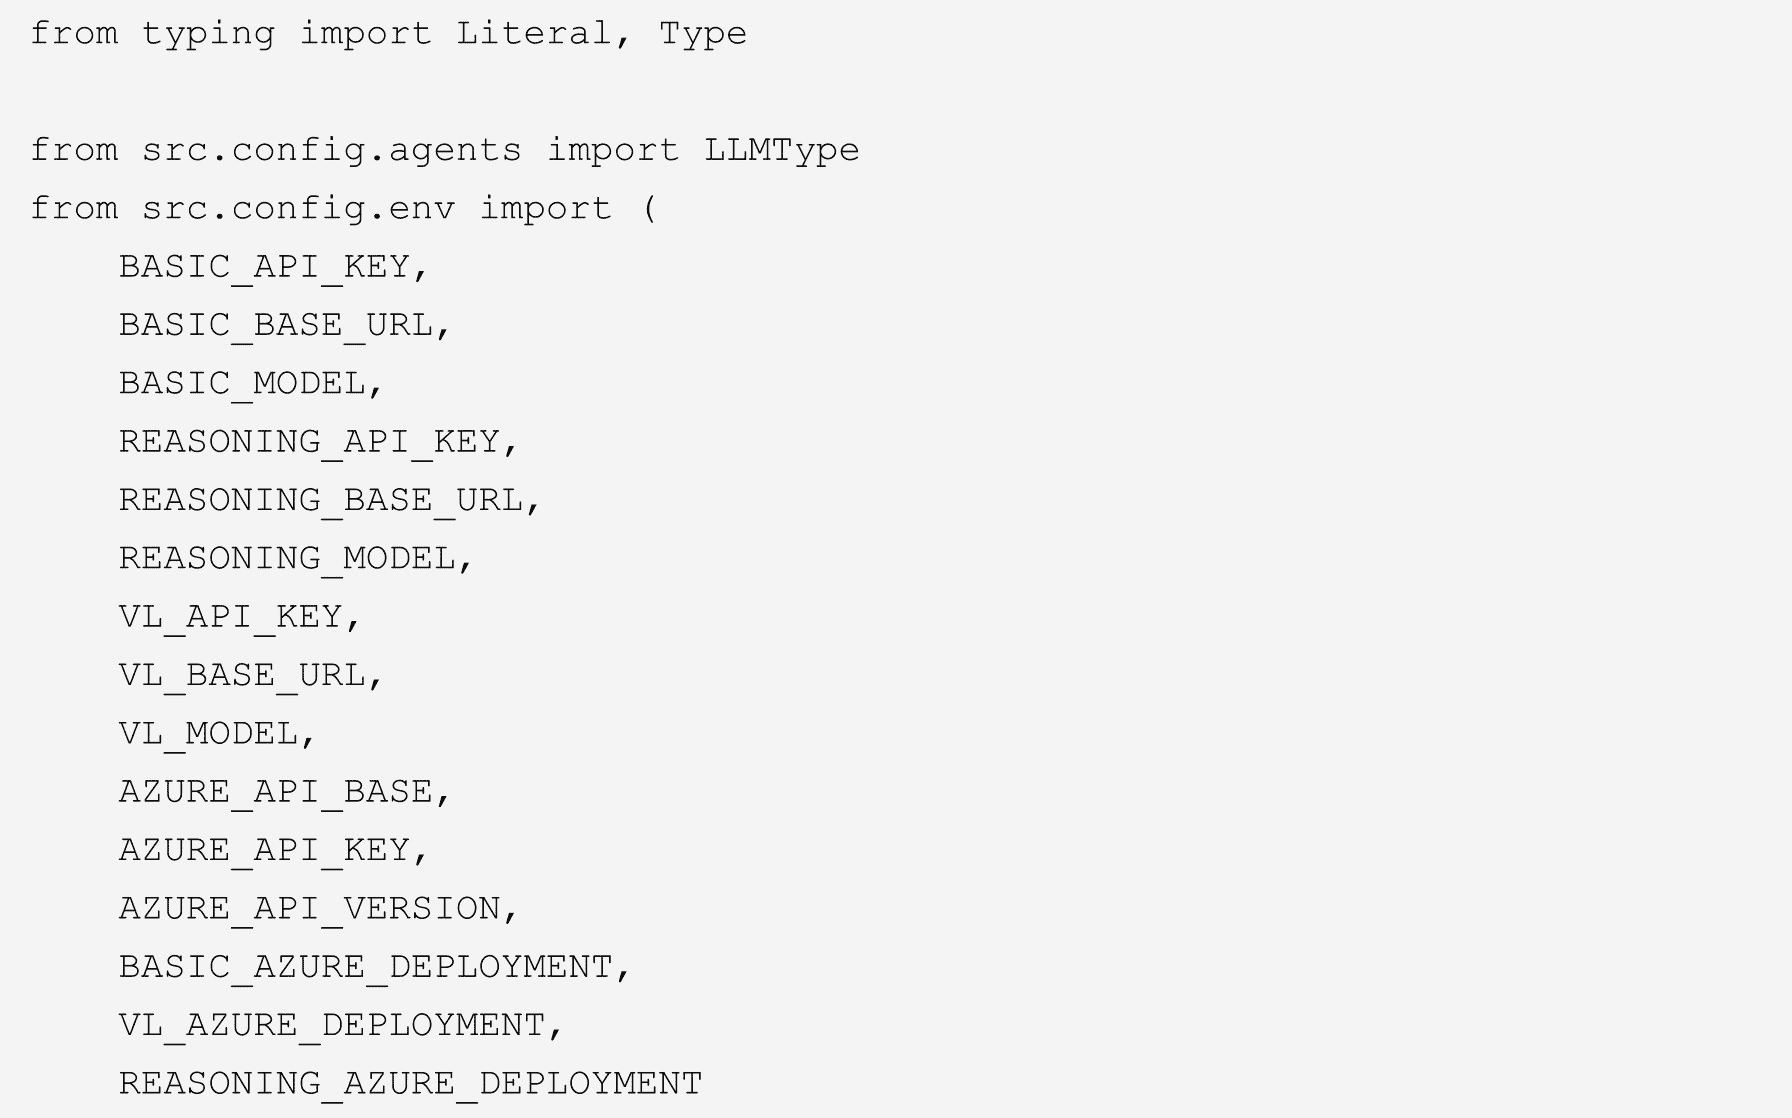 from typing import Literal, Type

from src.config.agents import LLMType
from src.config.env import (
    BASIC_API_KEY,
    BASIC_BASE_URL,
    BASIC_MODEL,
    REASONING_API_KEY,
    REASONING_BASE_URL,
    REASONING_MODEL,
    VL_API_KEY,
    VL_BASE_URL,
    VL_MODEL,
    AZURE_API_BASE,
    AZURE_API_KEY,
    AZURE_API_VERSION,
    BASIC_AZURE_DEPLOYMENT,
    VL_AZURE_DEPLOYMENT,
    REASONING_AZURE_DEPLOYMENT